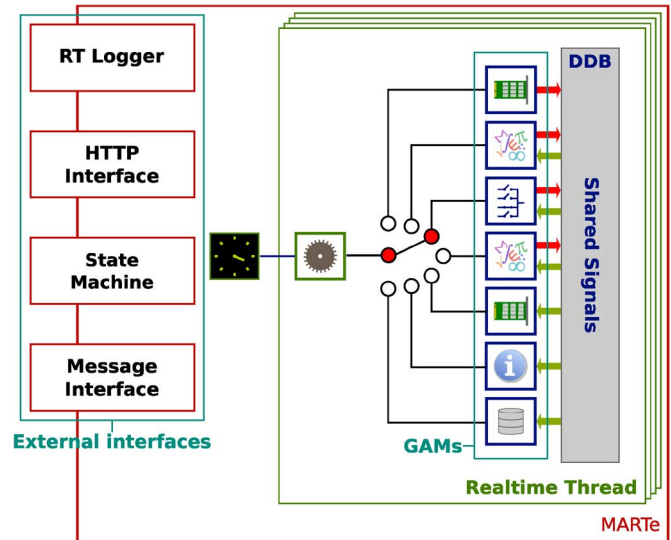 RT Logger
HTTP
Interface
State
Machine
Message
Interface
External interfaces
DDB
Shared Signals
GAMs
Realtime Thread
MARTe